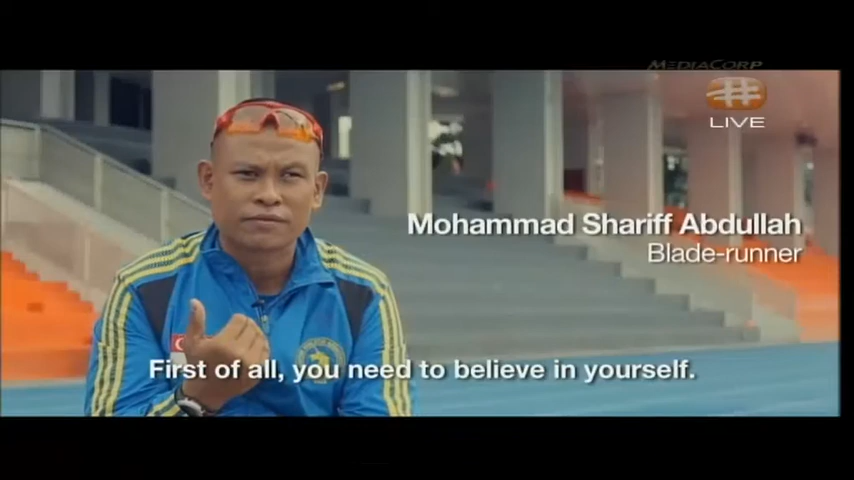 MEDIACORP
LIVE
Mohammad Shariff Abdullah
Blade-runner
First of all, you need to believe in yourself.